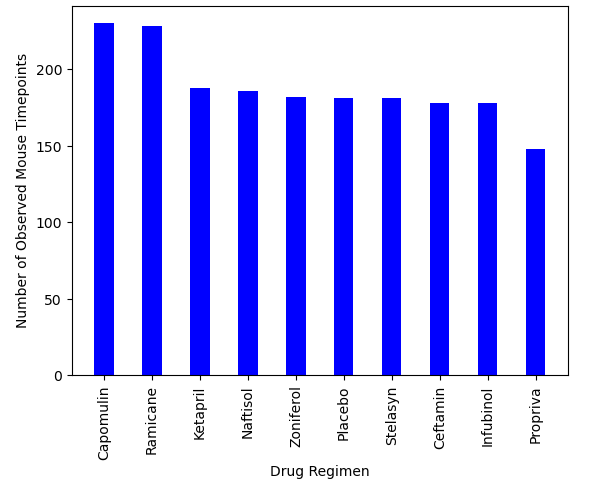 Number of Observed Mouse Timepoints
200
150
100
50
0
Capomulin
Ramicane
Ketapril
Naftisol
Zoniferol
Placebo
Stelasyn
Ceftamin
Infubinol
Propriva
Drug Regimen